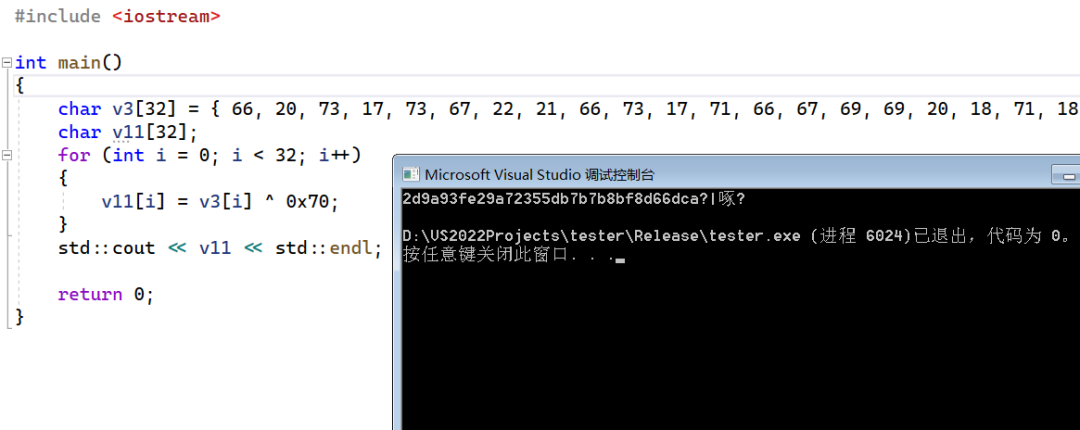 #include <iostream>
int main()
{
char v3[32] = { 66, 20, 73, 17, 73, 67, 22, 21, 66, 73, 17, 71, 66, 67, 69, 69, 20, 18, 71, 18
char v11[32];
for (int i = 0; i < 32; i++)
{
v11[i] = v3[i] ^ 0x70;
}
std::cout << v11 << std::endl;
return 0;
}
Microsoft Visual Studio 调试控制台
2d9a93fe29a72355db7b7b8bf8d66dca?|啄?
D:\US2022Projects\tester\Release\tester.exe (进程 6024)已退出，代码为 0。
按任意键关闭此窗口. . .